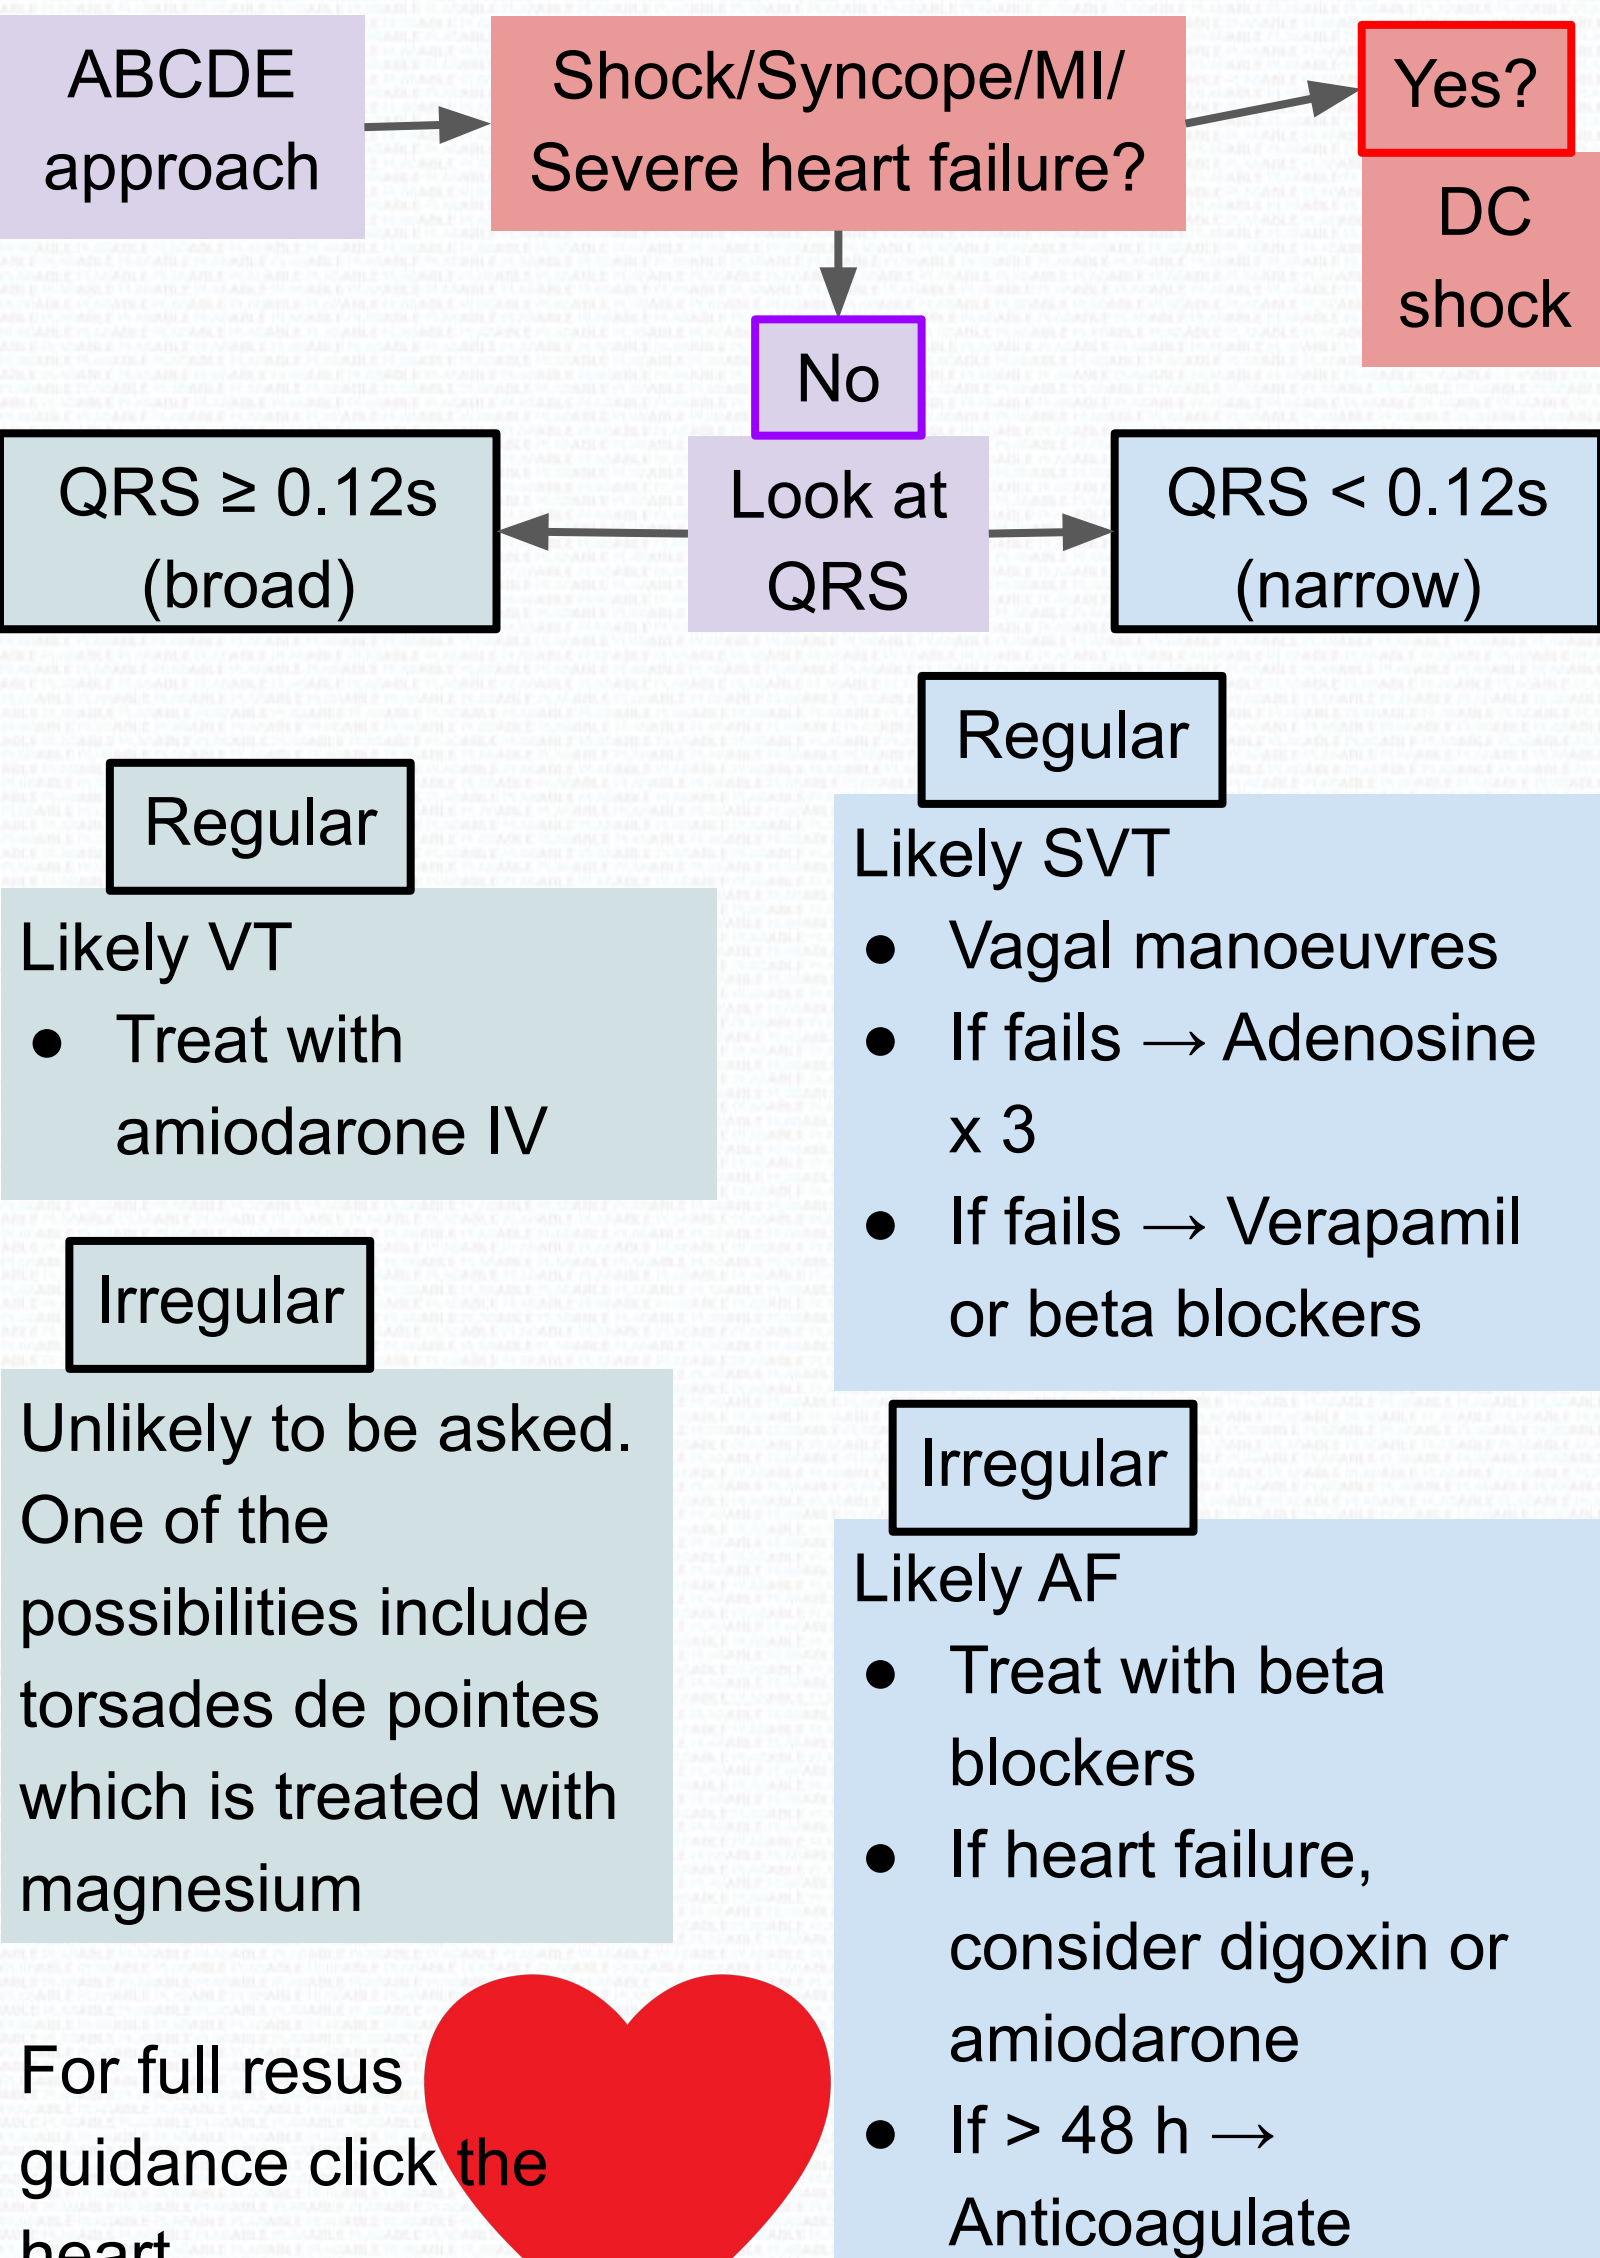 ABCDE
approach
Shock/Syncope/MI/
Severe heart failure?
Yes?
DC
shock
No
Look at
QRS
QRS ≥ 0.12s
(broad)
QRS < 0.12s
(narrow)
Regular
Likely VT
● Treat with
amiodarone IV
Irregular
Unlikely to be asked.
One of the
possibilities include
torsades de pointes
which is treated with
magnesium
For full resus
guidance click the
heart
Regular
Likely SVT
● Vagal manoeuvres
● If fails → Adenosine
x 3
● If fails → Verapamil
or beta blockers
Irregular
Likely AF
● Treat with beta
blockers
● If heart failure,
consider digoxin or
amiodarone
● If > 48 h →
Anticoagulate